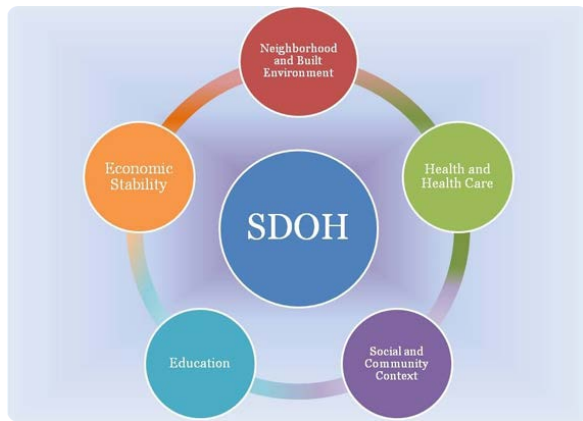 Neighborhood
and Built
Environment
Economic
Stability
Health and
Health Care
SDOH
Education
Social and
Community
Context